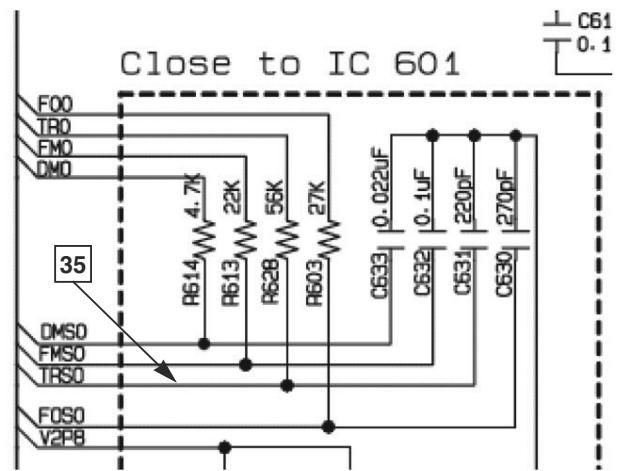 C61
0.1
Close to IC 601
FOO
TRO
FMO
DMO
4.7K
22K
56K
27K
0.022uF
0.1uF
220pF
270pF
R614
R613
R628
R603
C633
C632
C631
C630
35
DMSO
FMSO
TRSO
FOSO
V2P8